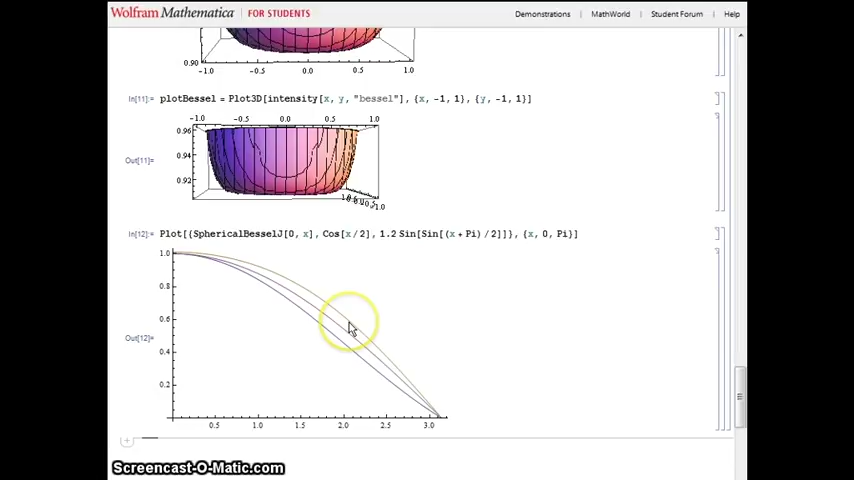 Wolfram Mathematica | FOR STUDENTS
Demonstrations MathWorld Student Forum Help
0.90
-1.0 -0.5 0.0 0.5 1.0
In[11]:= plotBessel = Plot3D[intensity[x, y, "bessel"], {x, -1, 1}, {y, -1, 1}]
-1.0 -0.5 0.0 0.5 1.0
0.96
Out[11]=
0.94
0.92
In[12]:= Plot[{SphericalBesselJ[0, x], Cos[x/2], 1.2 Sin[Sin[(x + Pi)/2]]}, {x, 0, Pi}]
1.0
0.8
0.6
Out[12]=
0.4
0.2
0.5 1.0 1.5 2.0 2.5 3.0
Screencast-O-Matic.com